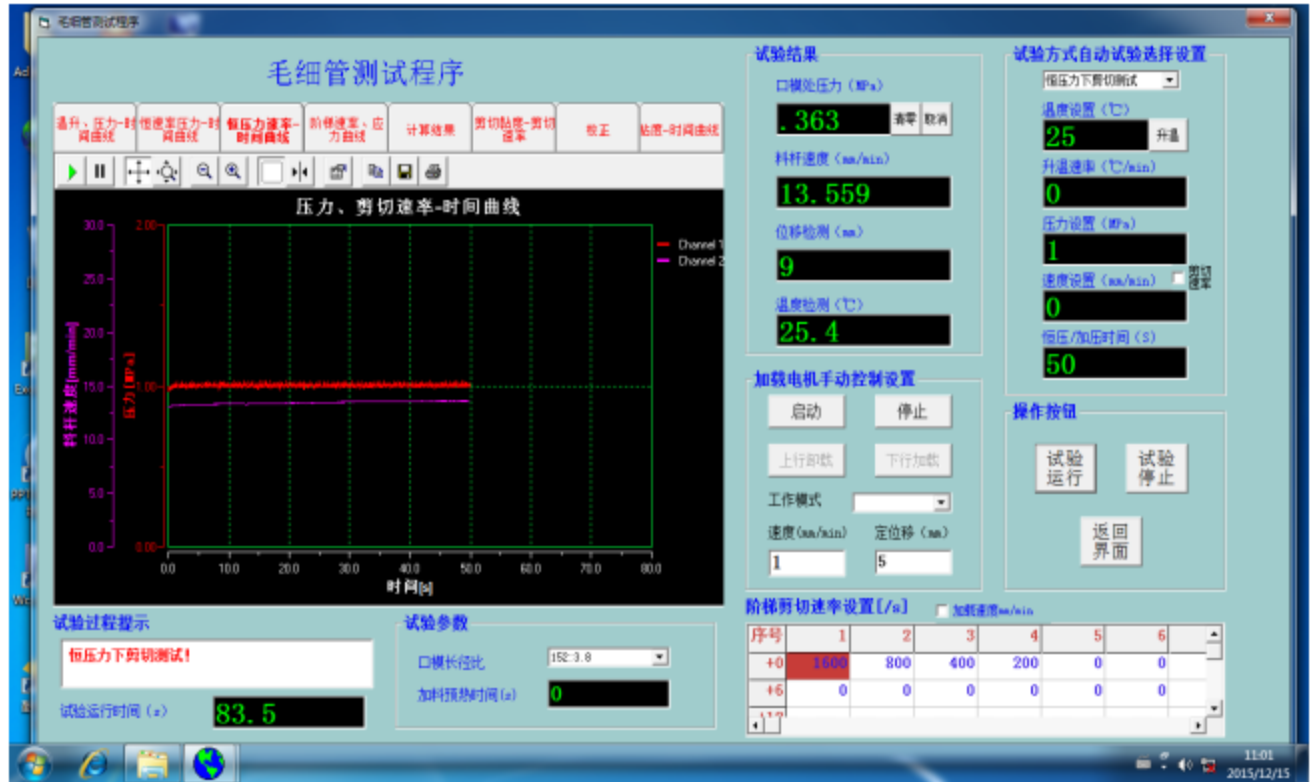 毛细管测试程序
毛细管测试程序
温升、压力-时间曲线
恒速率压力-时间曲线
恒压力速率-时间曲线
阶梯速率、应力曲线
计算结果
剪切黏度-剪切速率
校正
粘度-时间曲线
压力、剪切速率-时间曲线
Channel 1
Channel 2
料杆速度[mm/min]
30.0
25.0
20.0
15.0
10.0
5.0
0.0
压力[MPa]
2.00
1.00
0.00
0.0 10.0 20.0 30.0 40.0 50.0 60.0 70.0 80.0
时间[s]
试验过程提示
恒压力下剪切测试!
试验运行时间(s)
83.5
试验参数
口模长径比
152:3.8
加料预热时间(s)
0
试验结果
口模处压力(MPa)
.363
清零 取消
料杆速度(mm/min)
13.559
位移检测(mm)
9
温度检测(℃)
25.4
加载电机手动控制设置
启动 停止
上行卸载 下行加载
工作模式
速度(mm/min) 定位移(mm)
1 5
试验方式自动试验选择设置
恒压力下剪切测试
温度设置(℃)
25
升温
升温速率(℃/min)
0
压力设置(MPa)
1
速度设置(mm/min)
剪切速率
0
恒压/加压时间(S)
50
操作按钮
试验运行
试验停止
返回界面
阶梯剪切速率设置[/s] 加载速度mm/min
序号 1 2 3 4 5 6
+0 1600 800 400 200 0 0
+6 0 0 0 0 0 0
11:01
2015/12/15